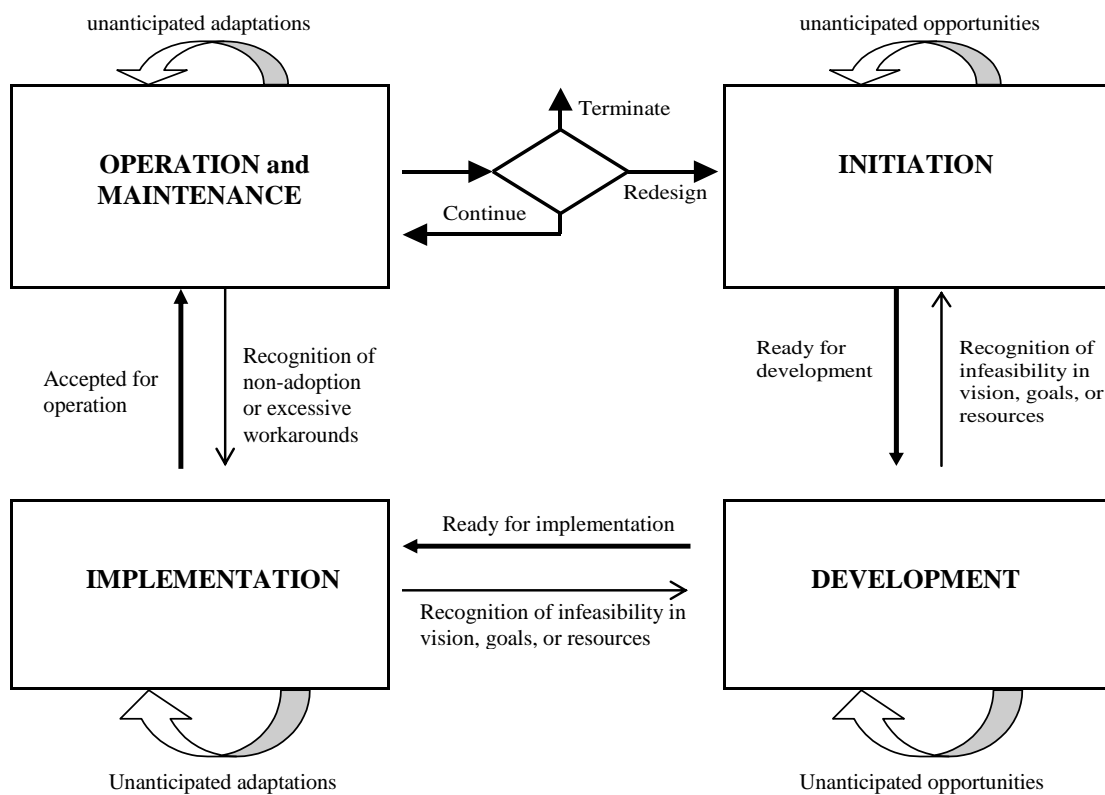 unanticipated adaptations
unanticipated opportunities
OPERATION and
MAINTENANCE
Terminate
Redesign
Continue
INITIATION
Accepted for
operation
Recognition of
non-adoption
or excessive
workarounds
Ready for
development
Recognition of
infeasibility in
vision, goals, or
resources
IMPLEMENTATION
Ready for implementation
Recognition of infeasibility in
vision, goals, or resources
DEVELOPMENT
Unanticipated adaptations
Unanticipated opportunities